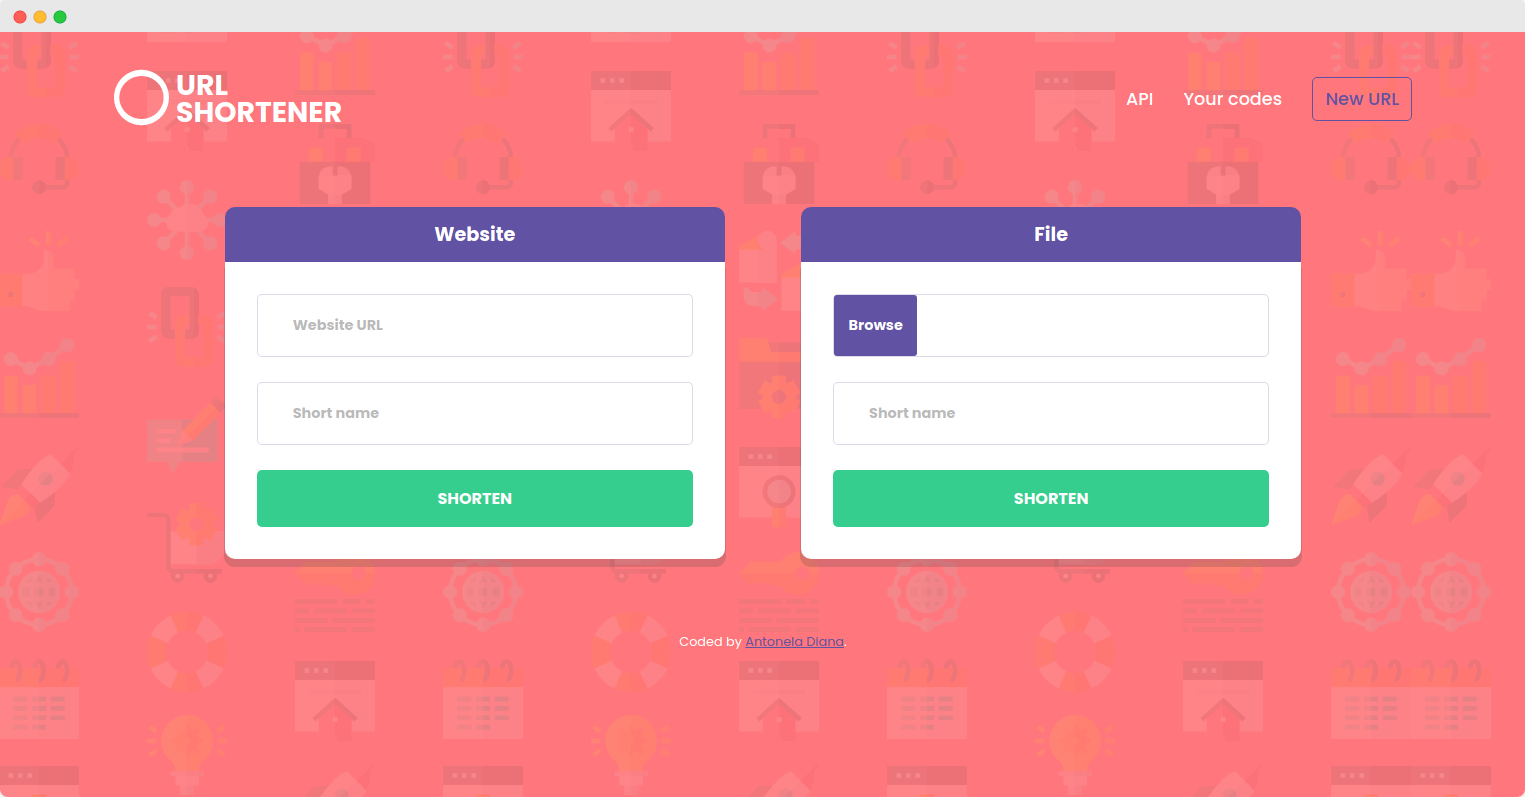 URL
SHORTENER
API
Your codes
New URL
Website
Website URL
Short name
SHORTEN
File
Browse
Short name
SHORTEN
Coded by Antonela Diana.